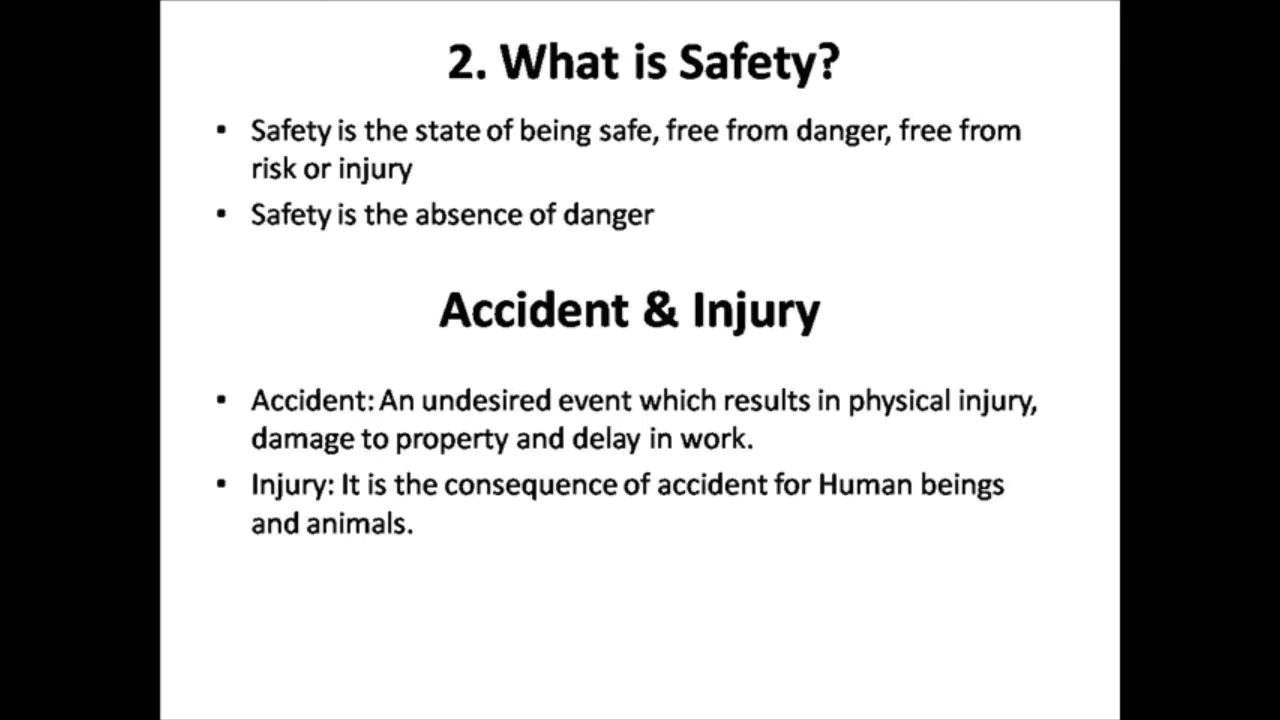 2. What is Safety?
• Safety is the state of being safe, free from danger, free from
risk or injury
• Safety is the absence of danger
Accident & Injury
• Accident: An undesired event which results in physical injury,
damage to property and delay in work.
• Injury: It is the consequence of accident for Human beings
and animals.